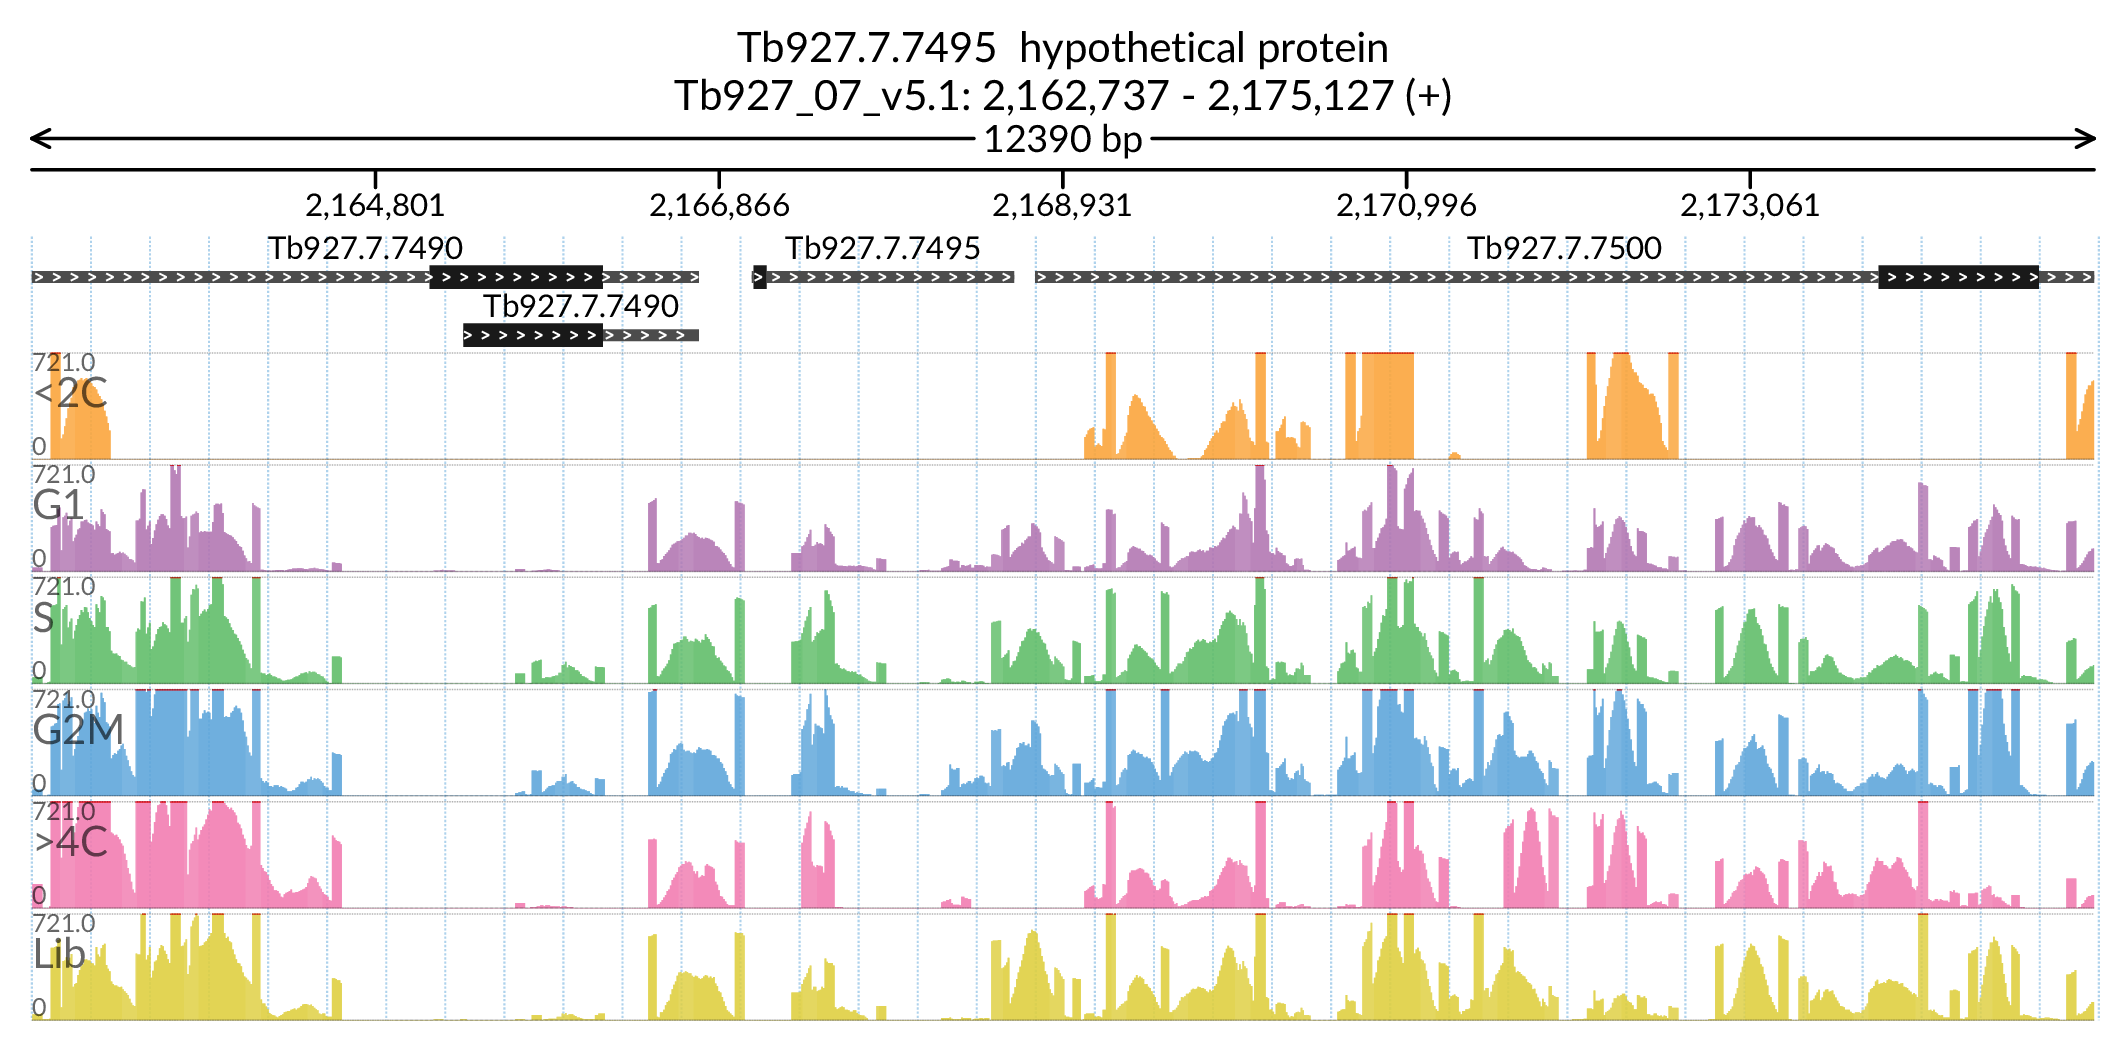 Tb927.7.7495 hypothetical protein
Tb927_07_v5.1: 2,162,737 - 2,175,127 (+)
12390 bp
2,164,801 2,166,866 2,168,931 2,170,996 2,173,061
Tb927.7.7490 Tb927.7.7495 Tb927.7.7500
Tb927.7.7490
721.0
<2C
0
721.0
G1
0
721.0
S
0
721.0
G2M
0
721.0
>4C
0
721.0
Lib
0